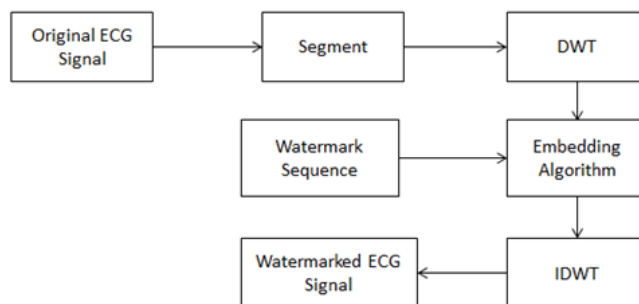 Original ECG
Signal
Segment
DWT
Watermark
Sequence
Embedding
Algorithm
Watermarked ECG
Signal
IDWT